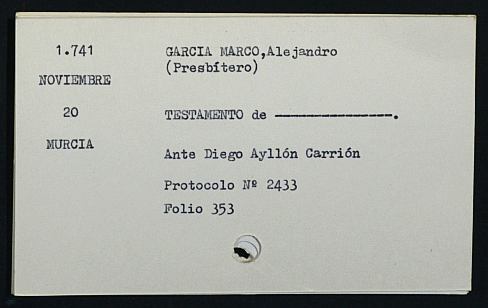 1.741
NOVIEMBRE
20
MURCIA
GARCIA MARCO,Alejandro
(Presbítero)
TESTAMENTO de ----------------.
Ante Diego Ayllón Carrión
Protocolo Nº 2433
Folio 353